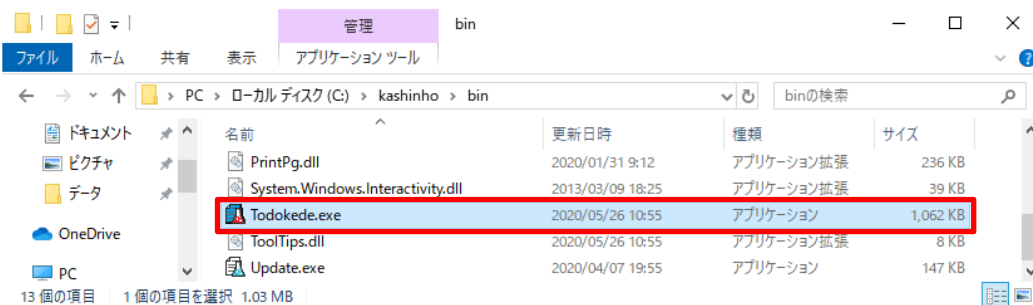 管理 bin
ファイル ホーム 共有 表示 アプリケーション ツール
PC › ローカル ディスク (C:) › kashinho › bin binの検索
名前 更新日時 種類 サイズ
ドキュメント PrintPg.dll 2020/01/31 9:12 アプリケーション拡張 236 KB
ピクチャ System.Windows.Interactivity.dll 2013/03/09 18:25 アプリケーション拡張 39 KB
データ Todokede.exe 2020/05/26 10:55 アプリケーション 1,062 KB
OneDrive ToolTips.dll 2020/05/26 10:55 アプリケーション拡張 8 KB
PC Update.exe 2020/04/07 19:55 アプリケーション 147 KB
13 個の項目 1 個の項目を選択 1.03 MB